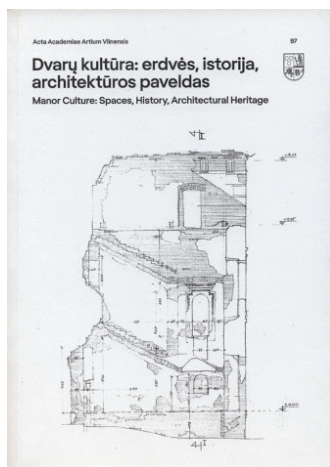 Acta Academiae Artium Vilnensis
97
Dvarų kultūra: erdvės, istorija,
architektūros paveldas
Manor Culture: Spaces, History, Architectural Heritage